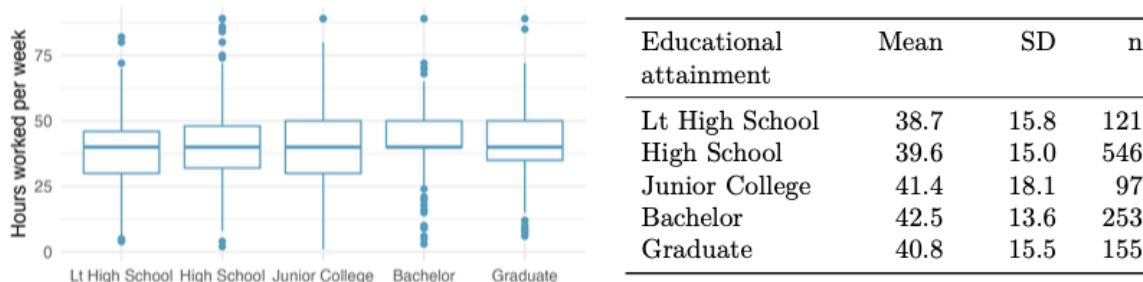 Hours worked per week
75
50
25
0
Lt High School High School Junior College Bachelor Graduate
Educational attainment Mean SD n
Lt High School 38.7 15.8 121
High School 39.6 15.0 546
Junior College 41.4 18.1 97
Bachelor 42.5 13.6 253
Graduate 40.8 15.5 155